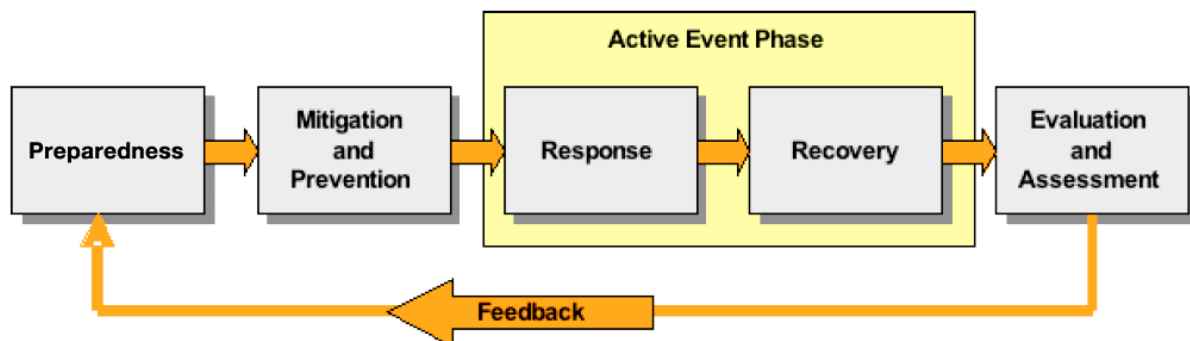 Active Event Phase
Preparedness
Mitigation
and
Prevention
Response
Recovery
Evaluation
and
Assessment
Feedback